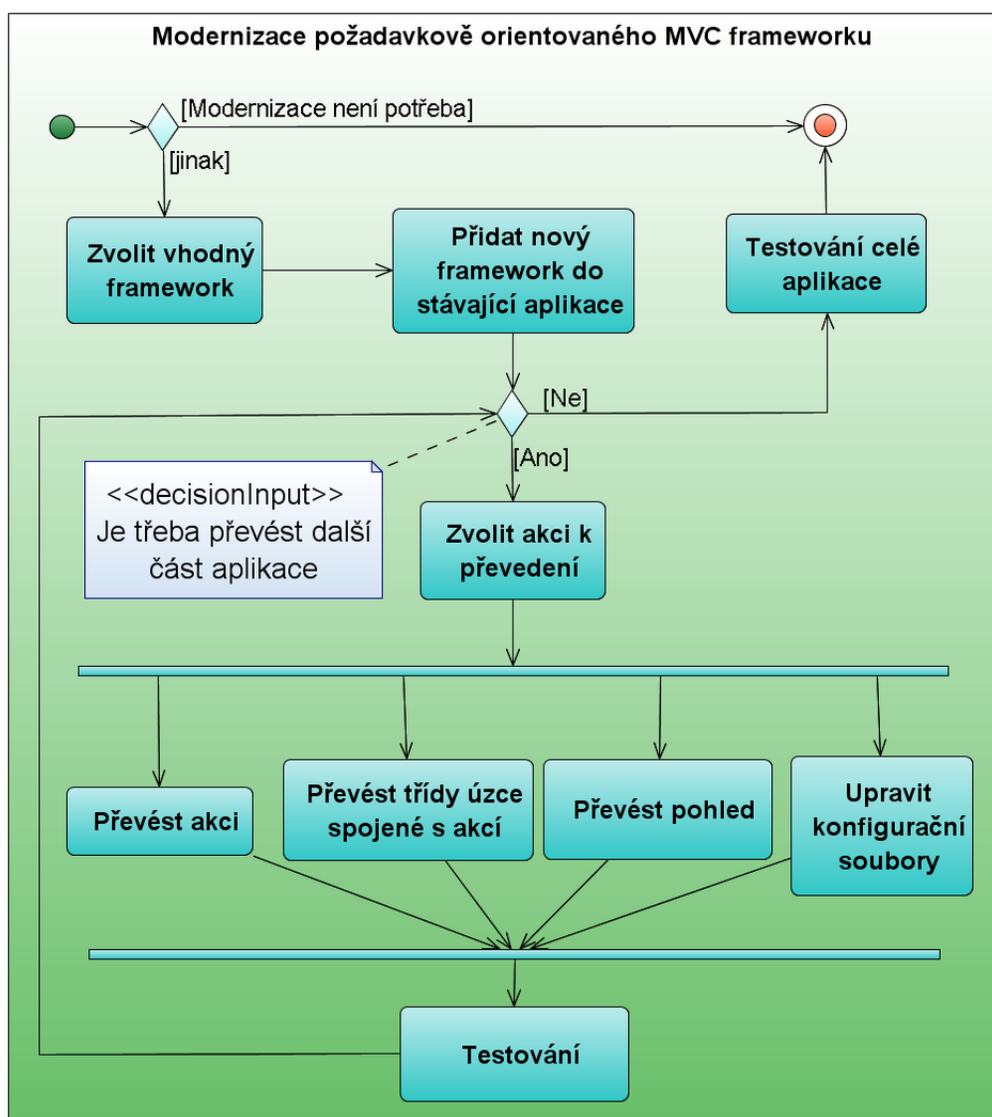 Modernizace požadavkově orientovaného MVC frameworku
[Modernizace není potřeba]
[jinak]
Zvolit vhodný
framework
Přidat nový
framework do
stávající aplikace
Testování celé
aplikace
[Ne]
[Ano]
<<decisionInput>>
Je třeba převést další
část aplikace
Zvolit akci k
převedení
Převést akci
Převést třídy úzce
spojené s akcí
Převést pohled
Upravit
konfigurační
soubory
Testování